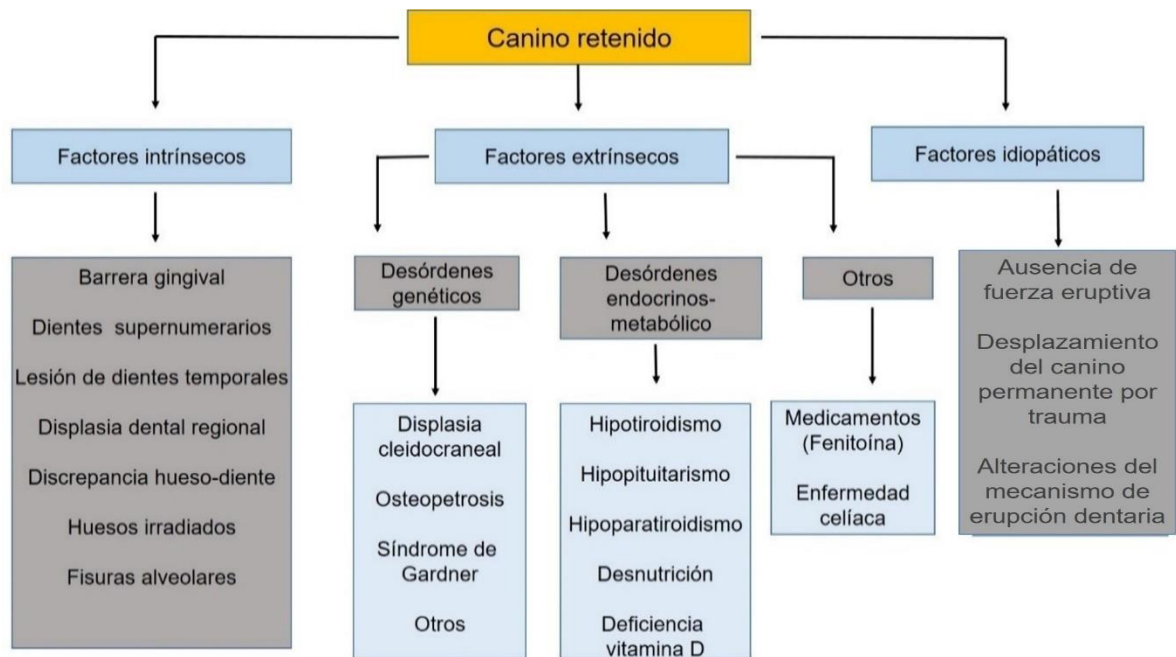 Canino retenido
Factores intrínsecos
Factores extrínsecos
Factores idiopáticos
Barrera gingival
Dientes supernumerarios
Lesión de dientes temporales
Displasia dental regional
Discrepancia hueso-diente
Huesos irradiados
Fisuras alveolares
Desórdenes
genéticos
Displasia
cleidocraneal
Osteopetrosis
Síndrome de
Gardner
Otros
Desórdenes
endocrinos-
metabólico
Hipotiroidismo
Hipopituitarismo
Hipoparatiroidismo
Desnutrición
Deficiencia
vitamina D
Otros
Medicamentos
(Fenitoína)
Enfermedad
celíaca
Ausencia de
fuerza eruptiva
Desplazamiento
del canino
permanente por
trauma
Alteraciones del
mecanismo de
erupción dentaria